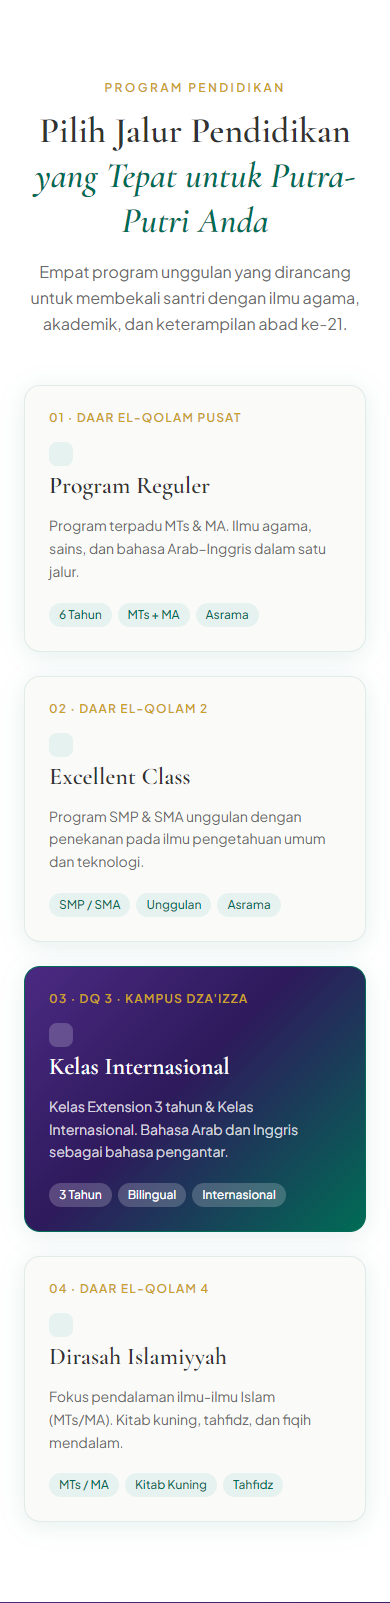 PROGRAM PENDIDIKAN
Pilih Jalur Pendidikan
yang Tepat untuk Putra-
Putri Anda
Empat program unggulan yang dirancang
untuk membekali santri dengan ilmu agama,
akademik, dan keterampilan abad ke-21.
01 · DAAR EL-QOLAM PUSAT
Program Reguler
Program terpadu MTs & MA. Ilmu agama,
sains, dan bahasa Arab–Inggris dalam satu
jalur.
6 Tahun MTs + MA Asrama
02 · DAAR EL-QOLAM 2
Excellent Class
Program SMP & SMA unggulan dengan
penekanan pada ilmu pengetahuan umum
dan teknologi.
SMP / SMA Unggulan Asrama
03 · DQ 3 · KAMPUS DZA'IZZA
Kelas Internasional
Kelas Extension 3 tahun & Kelas
Internasional. Bahasa Arab dan Inggris
sebagai bahasa pengantar.
3 Tahun Bilingual Internasional
04 · DAAR EL-QOLAM 4
Dirasah Islamiyyah
Fokus pendalaman ilmu-ilmu Islam
(MTs/MA). Kitab kuning, tahfidz, dan fiqih
mendalam.
MTs / MA Kitab Kuning Tahfidz